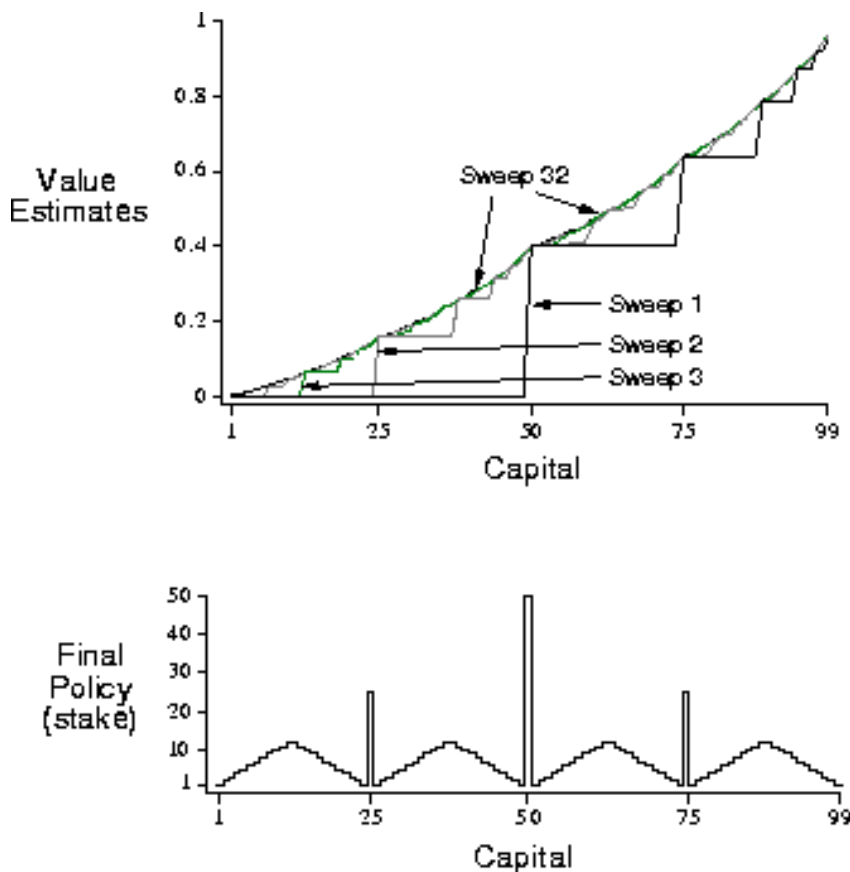 1
0.8
0.6
0.4
0.2
0
Value
Estimates
Sweep 32
Sweep 1
Sweep 2
Sweep 3
1 25 50 75 99
Capital
50
40
30
20
10
1
Final
Policy
(stake)
1 25 50 75 99
Capital